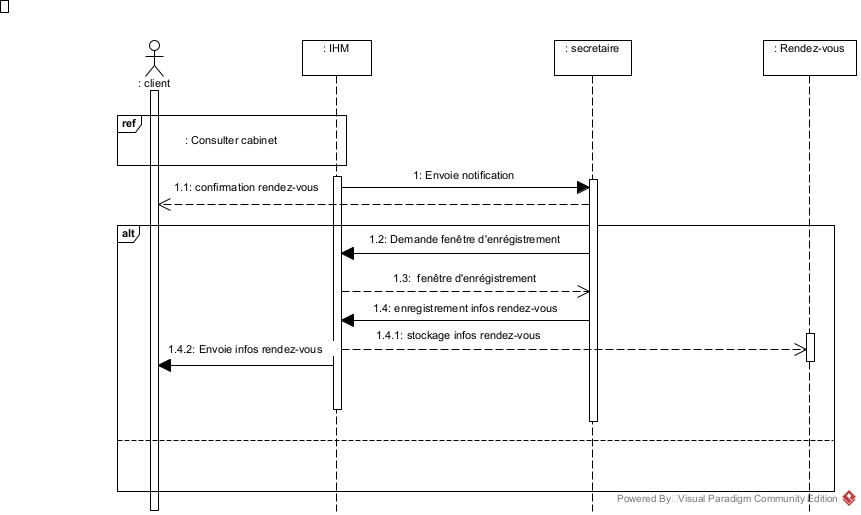 : IHM
: secretaire
: Rendez-vous
: client
ref
: Consulter cabinet
1: Envoie notification
1.1: confirmation rendez-vous
alt
1.2: Demande fenêtre d'enrégistrement
1.3: fenêtre d'enrégistrement
1.4: enregistrement infos rendez-vous
1.4.1: stockage infos rendez-vous
1.4.2: Envoie infos rendez-vous
Powered By Visual Paradigm Community Edition